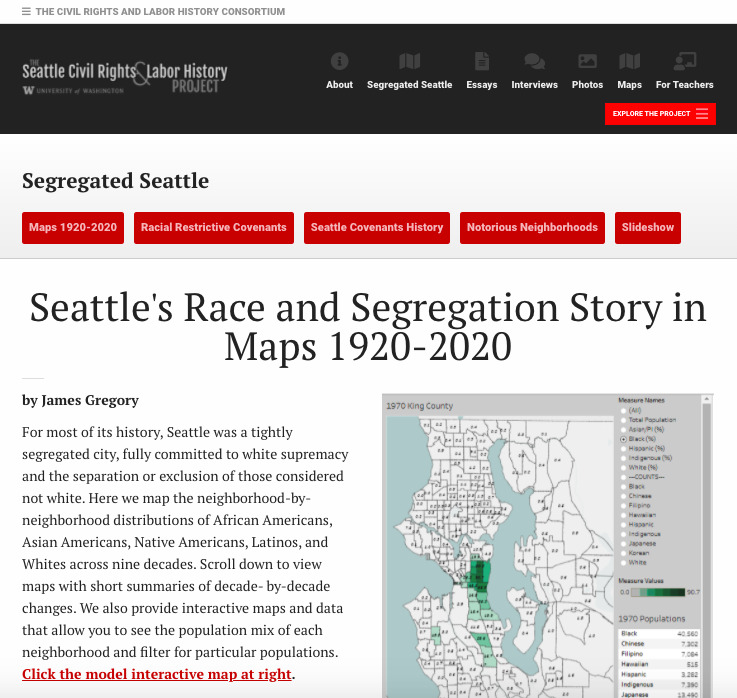 THE CIVIL RIGHTS AND LABOR HISTORY CONSORTIUM
THE
Seattle Civil Rights & Labor History
PROJECT
W UNIVERSITY of WASHINGTON
About Segregated Seattle Essays Interviews Photos Maps For Teachers
EXPLORE THE PROJECT
Segregated Seattle
Maps 1920-2020 Racial Restrictive Covenants Seattle Covenants History Notorious Neighborhoods Slideshow
Seattle's Race and Segregation Story in
Maps 1920-2020
by James Gregory
For most of its history, Seattle was a tightly
segregated city, fully committed to white supremacy
and the separation or exclusion of those considered
not white. Here we map the neighborhood-by-
neighborhood distributions of African Americans,
Asian Americans, Native Americans, Latinos, and
Whites across nine decades. Scroll down to view
maps with short summaries of decade- by-decade
changes. We also provide interactive maps and data
that allow you to see the population mix of each
neighborhood and filter for particular populations.
Click the model interactive map at right.
1970 King County
Measure Names
(All)
Total Population
Asian/PI (%)
Black (%)
Hispanic (%)
Indigenous (%)
White (%)
---COUNTS---
Black
Chinese
Filipino
Hawaiian
Hispanic
Indigenous
Japanese
Korean
White
Measure Values
0.0 90.7
1970 Populations
Black 40,560
Chinese 7,302
Filipino 7,084
Hawaiian 515
Hispanic 3,282
Indigenous 7,390
Japanese 13,490